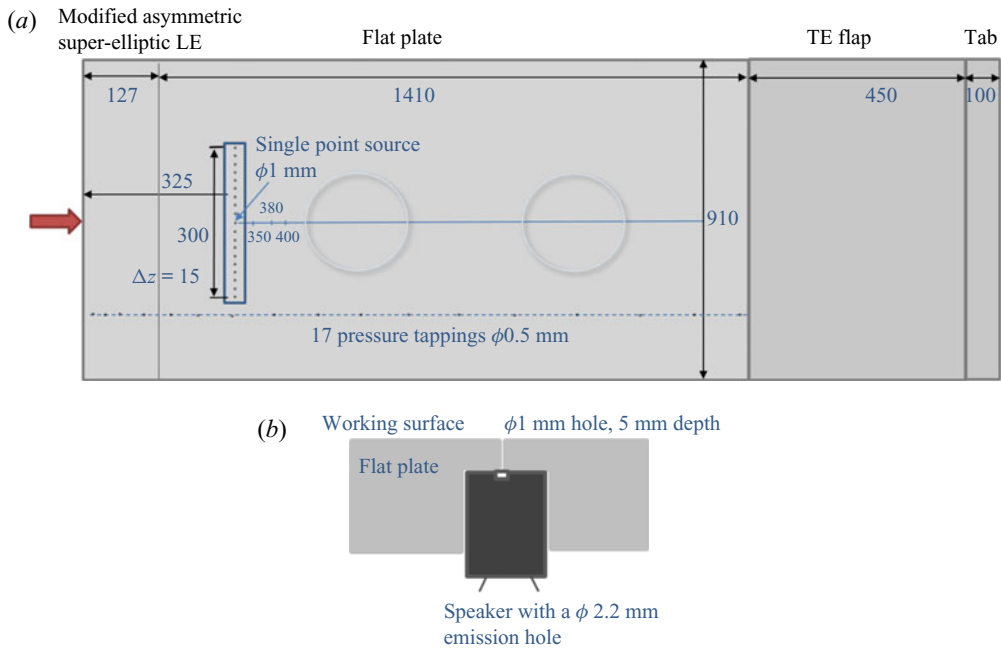 (a)
Modified asymmetric
super-elliptic LE
Flat plate
TE flap
Tab
127
1410
450
100
Single point source
ϕ1 mm
325
380
350
400
300
910
Δz = 15
17 pressure tappings ϕ0.5 mm
(b)
Working surface
ϕ1 mm hole, 5 mm depth
Flat plate
Speaker with a ϕ 2.2 mm
emission hole